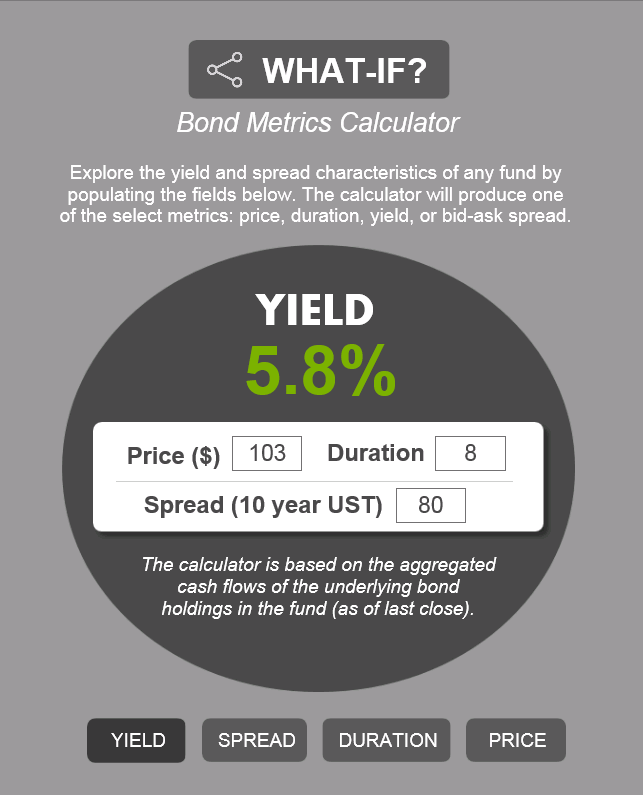 WHAT-IF?
Bond Metrics Calculator
Explore the yield and spread characteristics of any fund by
populating the fields below. The calculator will produce one
of the select metrics: price, duration, yield, or bid-ask spread.
YIELD
5.8%
Price ($) 103 Duration 8
Spread (10 year UST) 80
The calculator is based on the aggregated
cash flows of the underlying bond
holdings in the fund (as of last close).
YIELD SPREAD DURATION PRICE